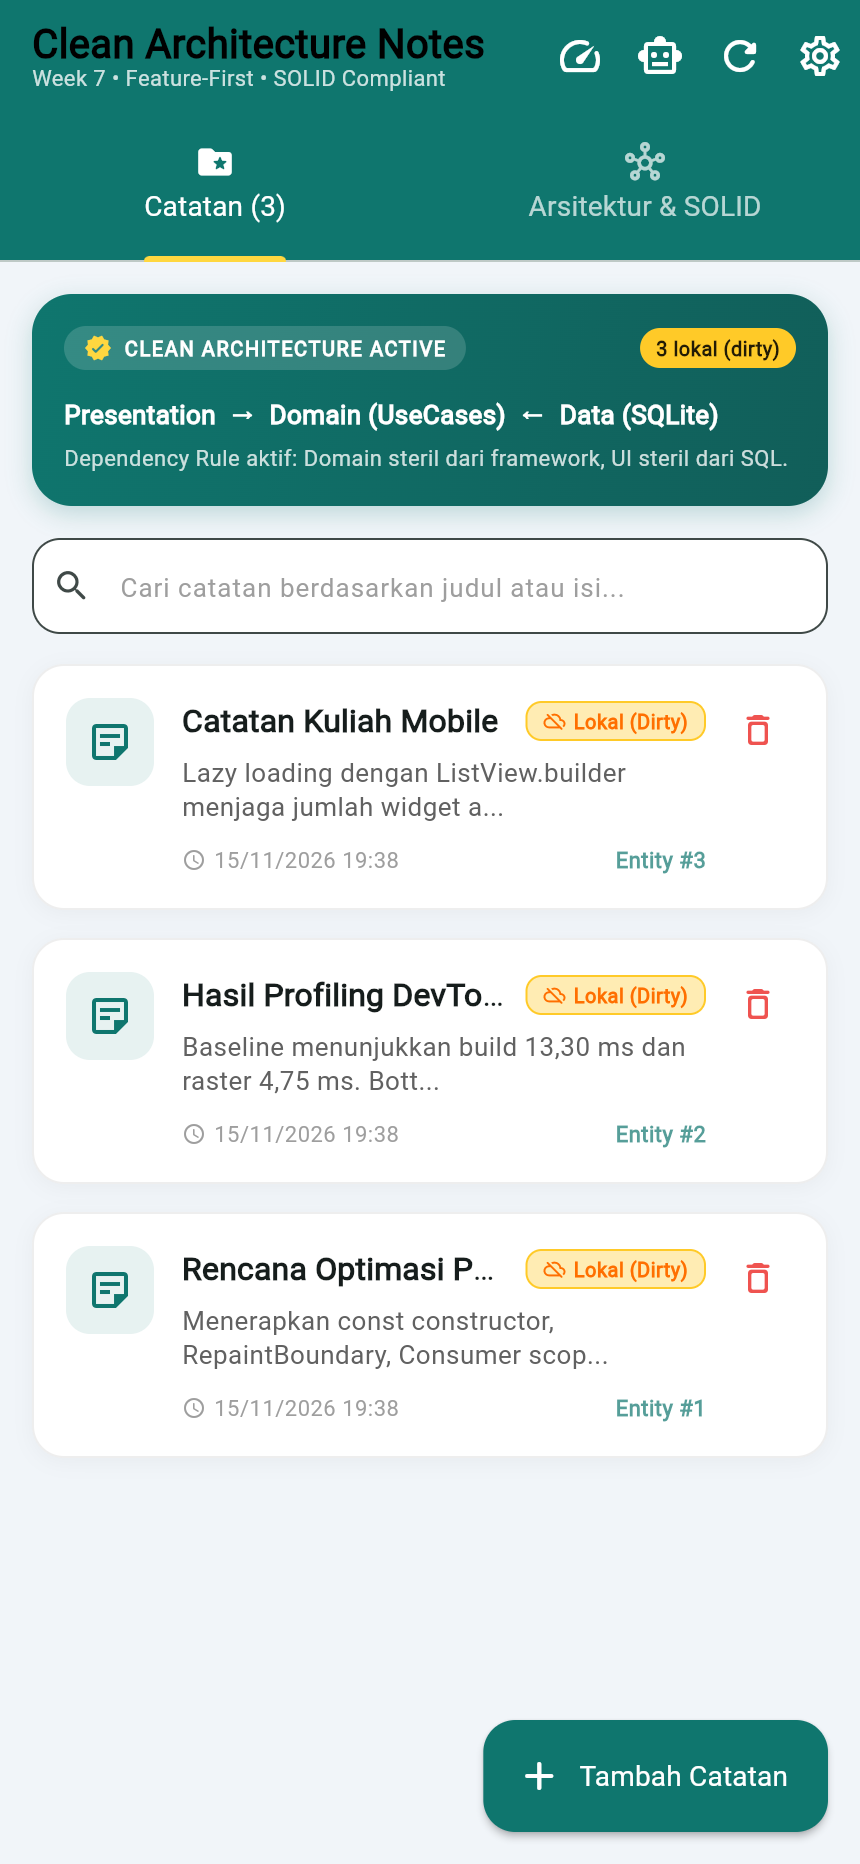 Clean Architecture Notes
Week 7 • Feature-First • SOLID Compliant
Catatan (3)
Arsitektur & SOLID
CLEAN ARCHITECTURE ACTIVE
3 lokal (dirty)
Presentation → Domain (UseCases) ← Data (SQLite)
Dependency Rule aktif: Domain steril dari framework, UI steril dari SQL.
Cari catatan berdasarkan judul atau isi...
Catatan Kuliah Mobile
Lokal (Dirty)
Lazy loading dengan ListView.builder
menjaga jumlah widget a...
15/11/2026 19:38
Entity #3
Hasil Profiling DevTo...
Lokal (Dirty)
Baseline menunjukkan build 13,30 ms dan
raster 4,75 ms. Bott...
15/11/2026 19:38
Entity #2
Rencana Optimasi P...
Lokal (Dirty)
Menerapkan const constructor,
RepaintBoundary, Consumer scop...
15/11/2026 19:38
Entity #1
Tambah Catatan